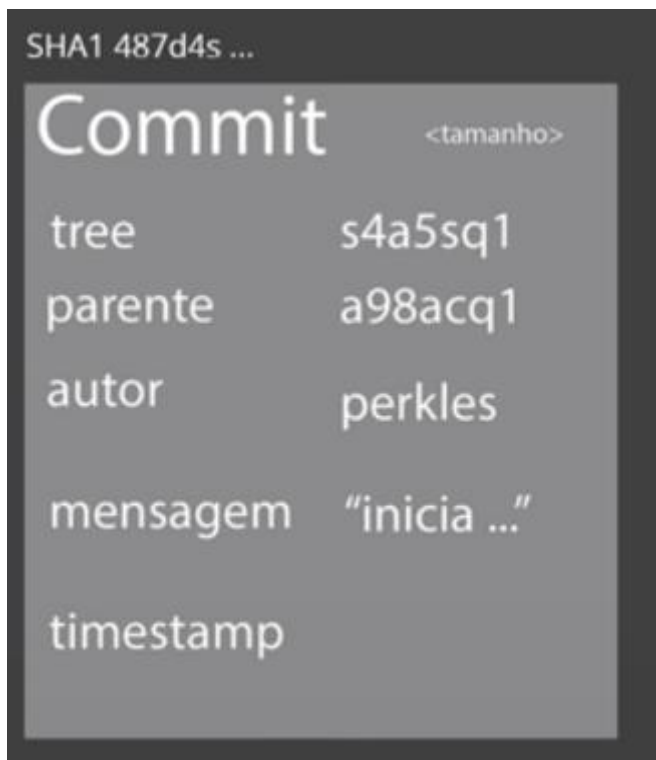 SHA1 487d4s ...
Commit <tamanho>
tree s4a5sq1
parente a98acq1
autor perkles
mensagem “inicia ...”
timestamp